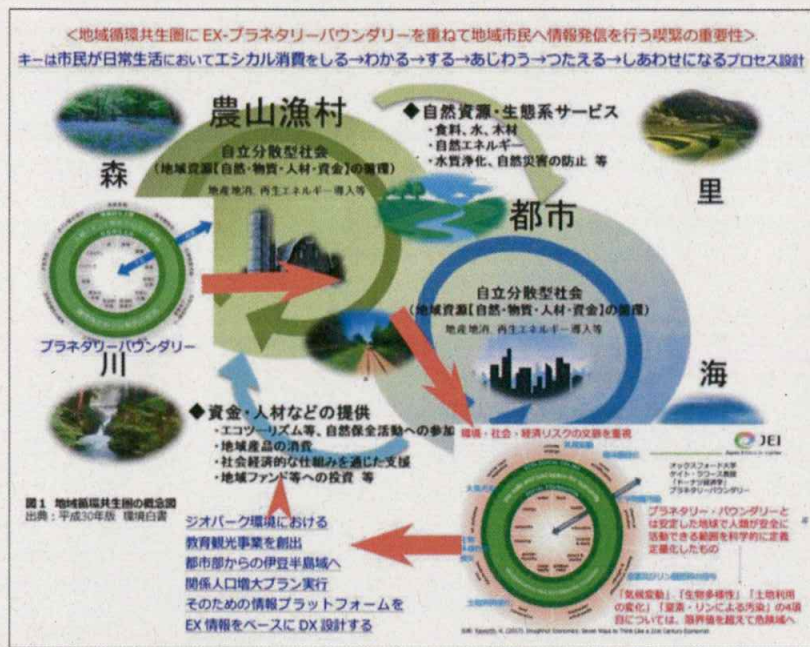 <地域循環共生圏に EX-プラネタリーバウンダリーを重ねて地域市民へ情報発信を行う喫緊の重要性>
キーは市民が日常生活においてエシカル消費をしる→わかる→する→あじわう→つたえる→しあわせになるプロセス設計
農山漁村
自立分散型社会
(地域資源【自然・物質・人材・資金】の循環)
地産地消、再生エネルギー導入等
◆自然資源・生態系サービス
・食料、水、木材
・自然エネルギー
・水質浄化、自然災害の防止 等
森
里
都市
自立分散型社会
(地域資源【自然・物質・人材・資金】の循環)
地産地消、再生エネルギー導入等
プラネタリーバウンダリー
川
海
◆資金・人材などの提供
・エコツーリズム等、自然保全活動への参加
・地域産品の消費
・社会経済的な仕組みを通じた支援
・地域ファンド等への投資 等
図1 地域循環共生圏の概念図
出典:平成30年版 環境白書
ジオパーク環境における
教育観光事業を創出
都市部からの伊豆半島域へ
関係人口増大プラン実行
そのための情報プラットフォームを
EX 情報をベースに DX 設計する
環境・社会・経済リスクの文脈を重視
気候変動
JEI
オックスフォード大学
ケイト・ラワース教授
「ドーナツ経済学」
プラネタリーバウンダリー
プラネタリー・バウンダリーと
は安定した地球で人類が安全に
活動できる範囲を科学的に定義
定量化したもの
「気候変動」、「生物多様性」「土地利用
の変化」「窒素・リンによる汚染」の4項
目については、限界値を超えて危険域へ